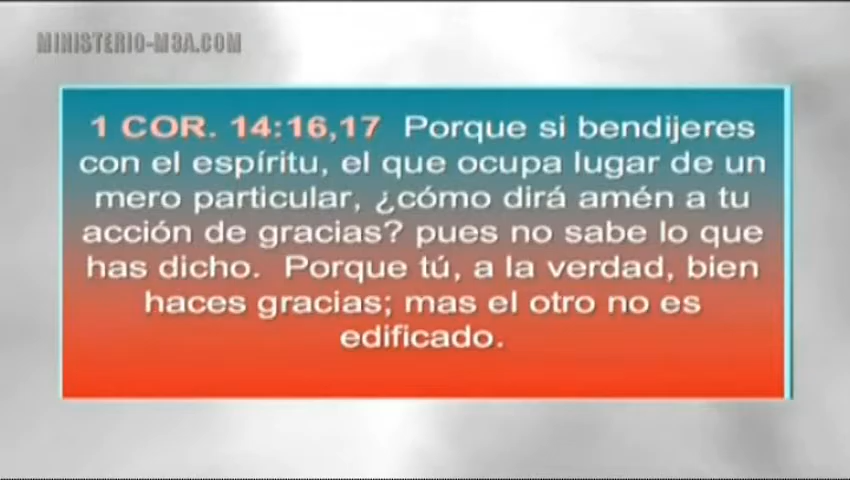 MINISTERIO-M3A.COM
1 COR. 14:16,17 Porque si bendijeres
con el espíritu, el que ocupa lugar de un
mero particular, ¿cómo dirá amén a tu
acción de gracias? pues no sabe lo que
has dicho. Porque tú, a la verdad, bien
haces gracias; mas el otro no es
edificado.